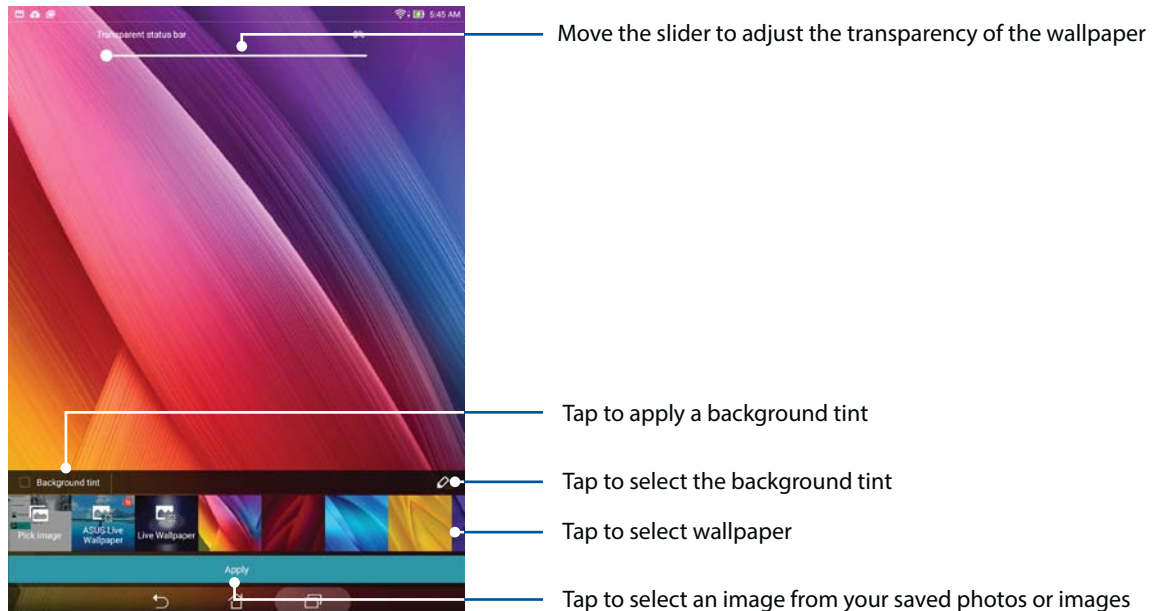 5:45 AM
Transparent status bar
0%
Move the slider to adjust the transparency of the wallpaper
Tap to apply a background tint
Background tint
Tap to select the background tint
Pick image
ASUS Live
Wallpaper
Live Wallpaper
Tap to select wallpaper
Apply
Tap to select an image from your saved photos or images